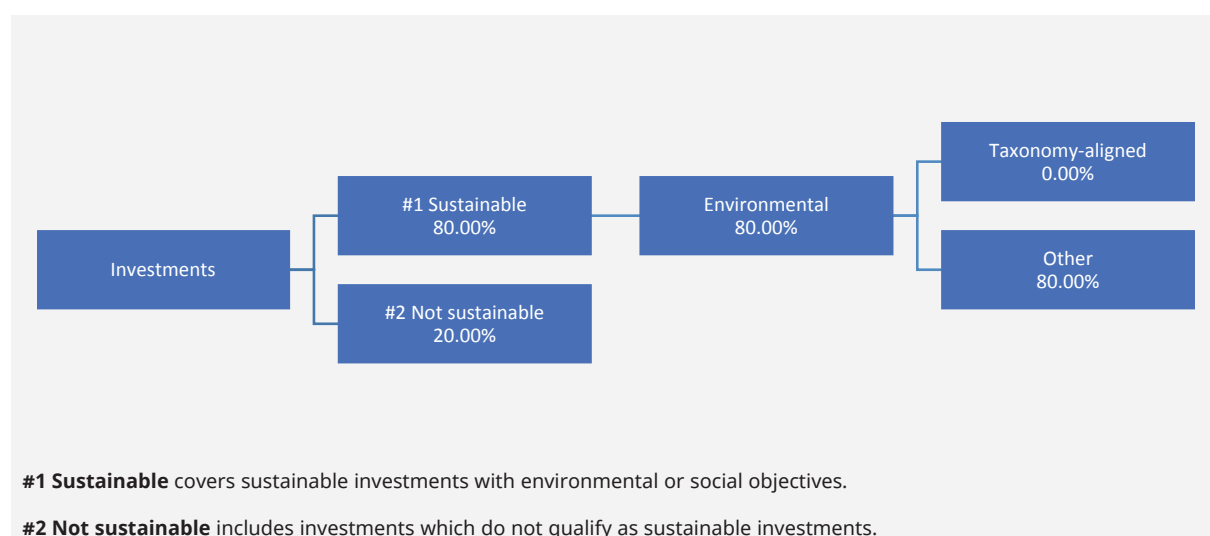 Investments
#1 Sustainable
80.00%
#2 Not sustainable
20.00%
Environmental
80.00%
Taxonomy-aligned
0.00%
Other
80.00%
#1 Sustainable covers sustainable investments with environmental or social objectives.
#2 Not sustainable includes investments which do not qualify as sustainable investments.